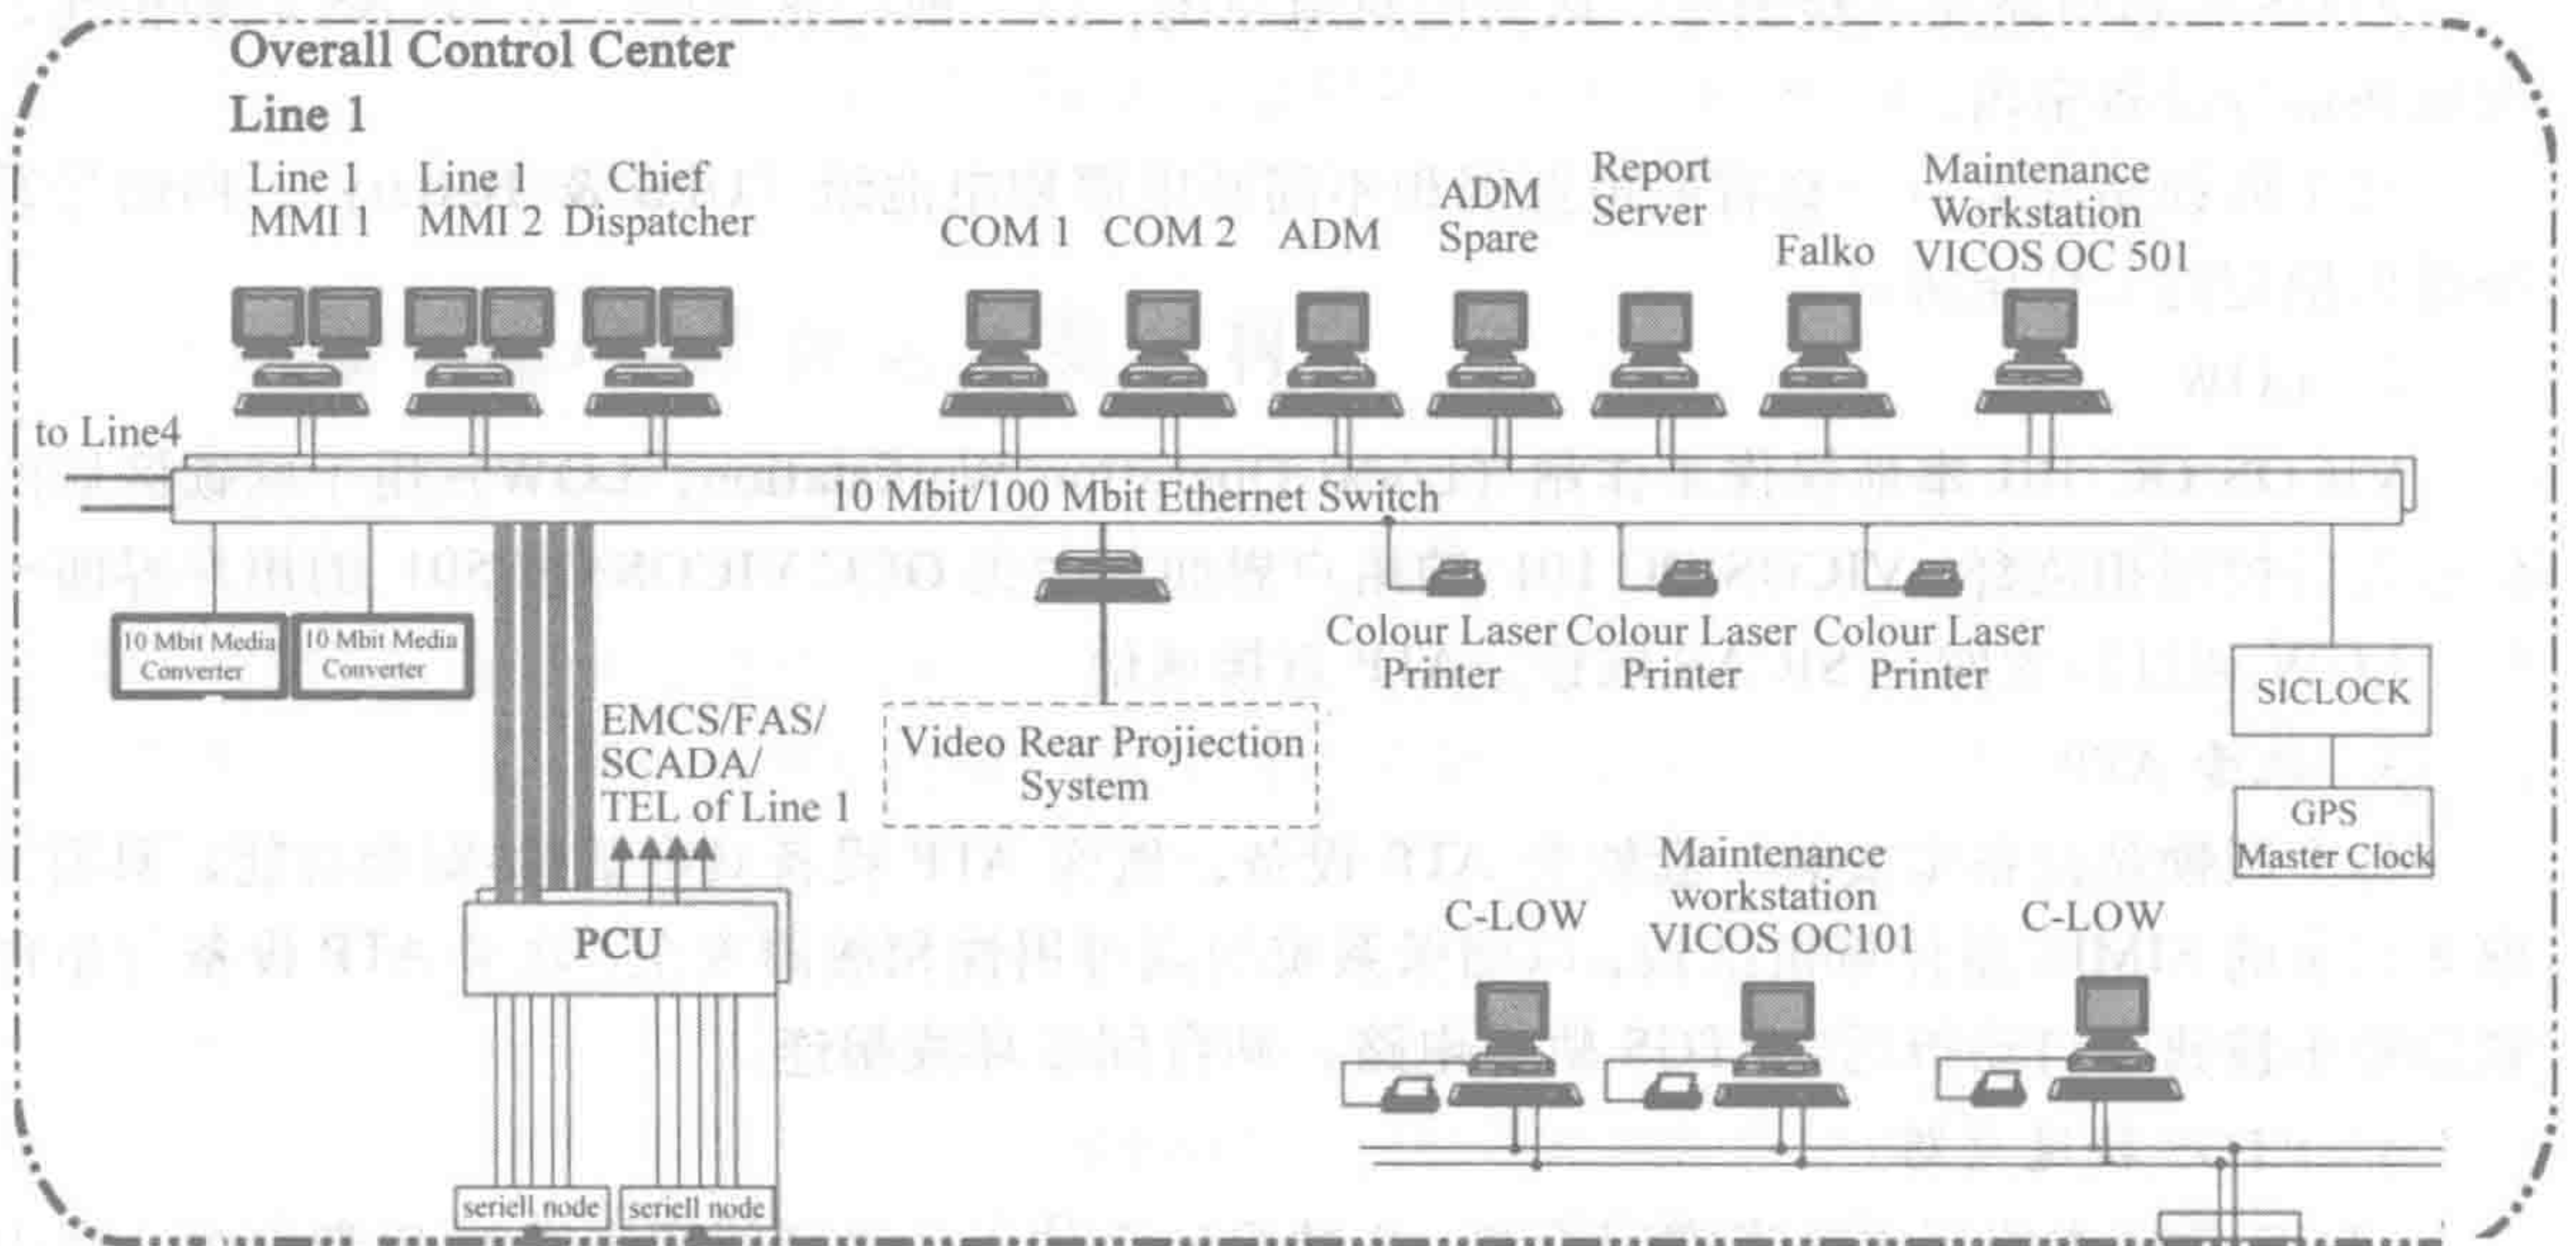 Overall Control Center
Line 1
Line 1
MMI 1
Line 1
MMI 2
Chief
Dispatcher
COM 1
COM 2
ADM
ADM
Spare
Report
Server
Falko
Maintenance
Workstation
VICOS OC 501
to Line4
10 Mbit/100 Mbit Ethernet Switch
10 Mbit Media
Converter
10 Mbit Media
Converter
EMCS/FAS/
SCADA/
TEL of Line 1
Video Rear Projiection
System
Colour Laser
Printer
Colour Laser
Printer
Colour Laser
Printer
SICLOCK
GPS
Master Clock
PCU
C-LOW
Maintenance
workstation
VICOS OC101
C-LOW
seriell node
seriell node